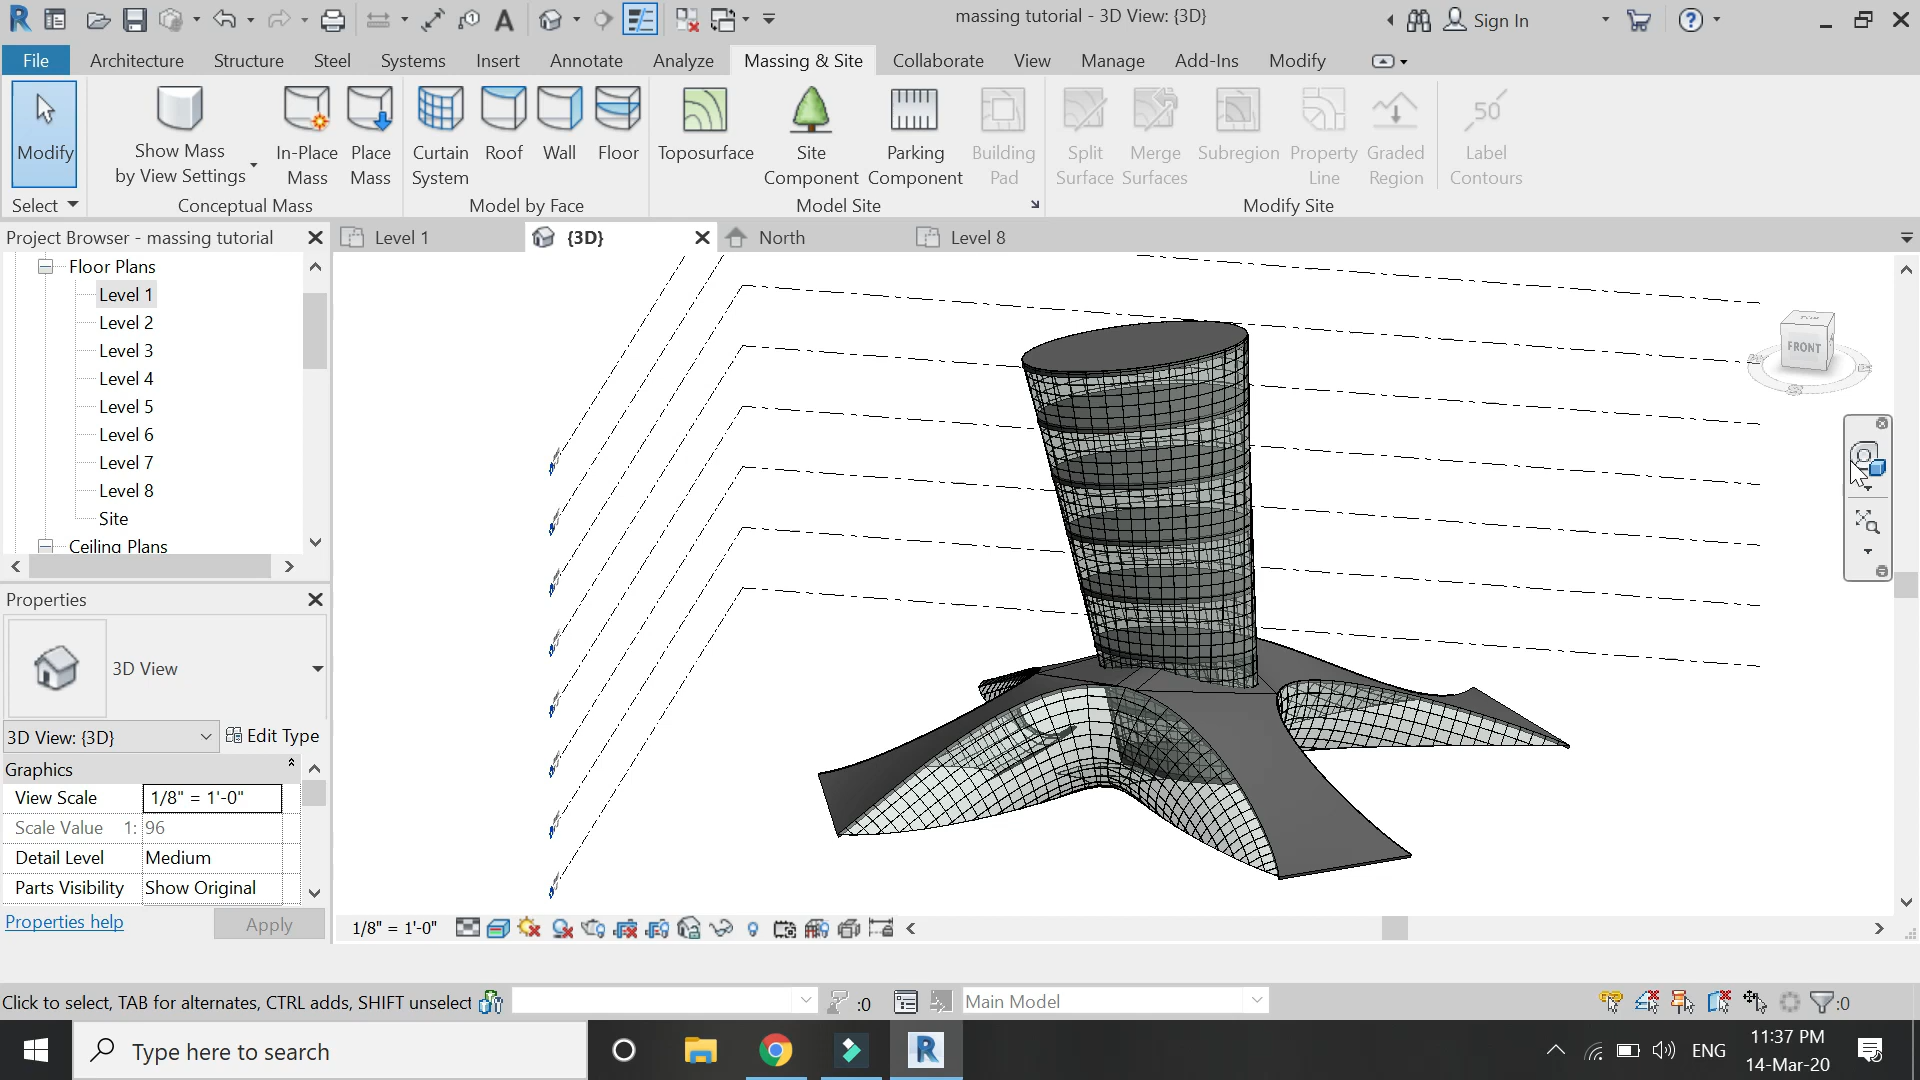 massing tutorial - 3D View: {3D}
Sign In
File Architecture Structure Steel Systems Insert Annotate Analyze Massing & Site Collaborate View Manage Add-Ins Modify
Modify
Show Mass
by View Settings
In-Place
Mass
Place
Mass
Curtain
System
Roof
Wall
Floor
Toposurface
Site
Component
Parking
Component
Building
Pad
Split
Surface
Merge
Surfaces
Subregion
Property
Line
Graded
Region
50
Label
Contours
Select
Conceptual Mass
Model by Face
Model Site
Modify Site
Project Browser - massing tutorial
Level 1
{3D}
North
Level 8
Floor Plans
Level 1
Level 2
Level 3
Level 4
Level 5
Level 6
Level 7
Level 8
Site
Ceiling Plans
FRONT
Properties
3D View
3D View: {3D}
Edit Type
Graphics
View Scale 1/8" = 1'-0"
Scale Value 1: 96
Detail Level Medium
Parts Visibility Show Original
Properties help
Apply
1/8" = 1'-0"
Click to select, TAB for alternates, CTRL adds, SHIFT unselect
:0
Main Model
:0
Type here to search
ENG
11:37 PM
14-Mar-20